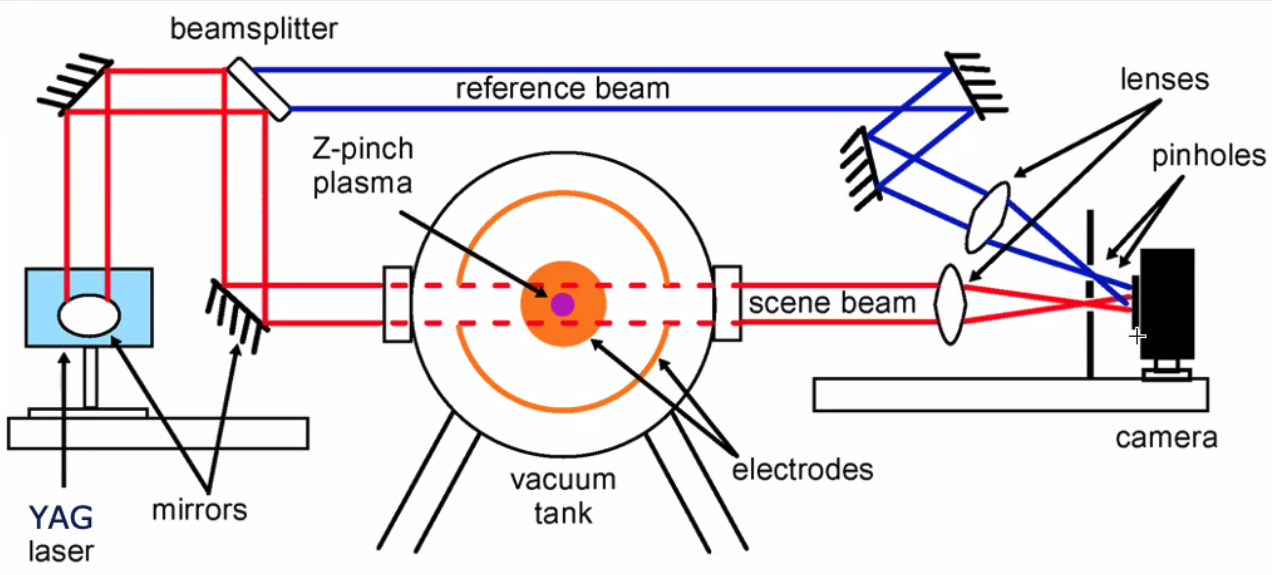 beamsplitter
reference beam
lenses
pinholes
Z-pinch
plasma
scene beam
camera
electrodes
vacuum
tank
mirrors
YAG
laser